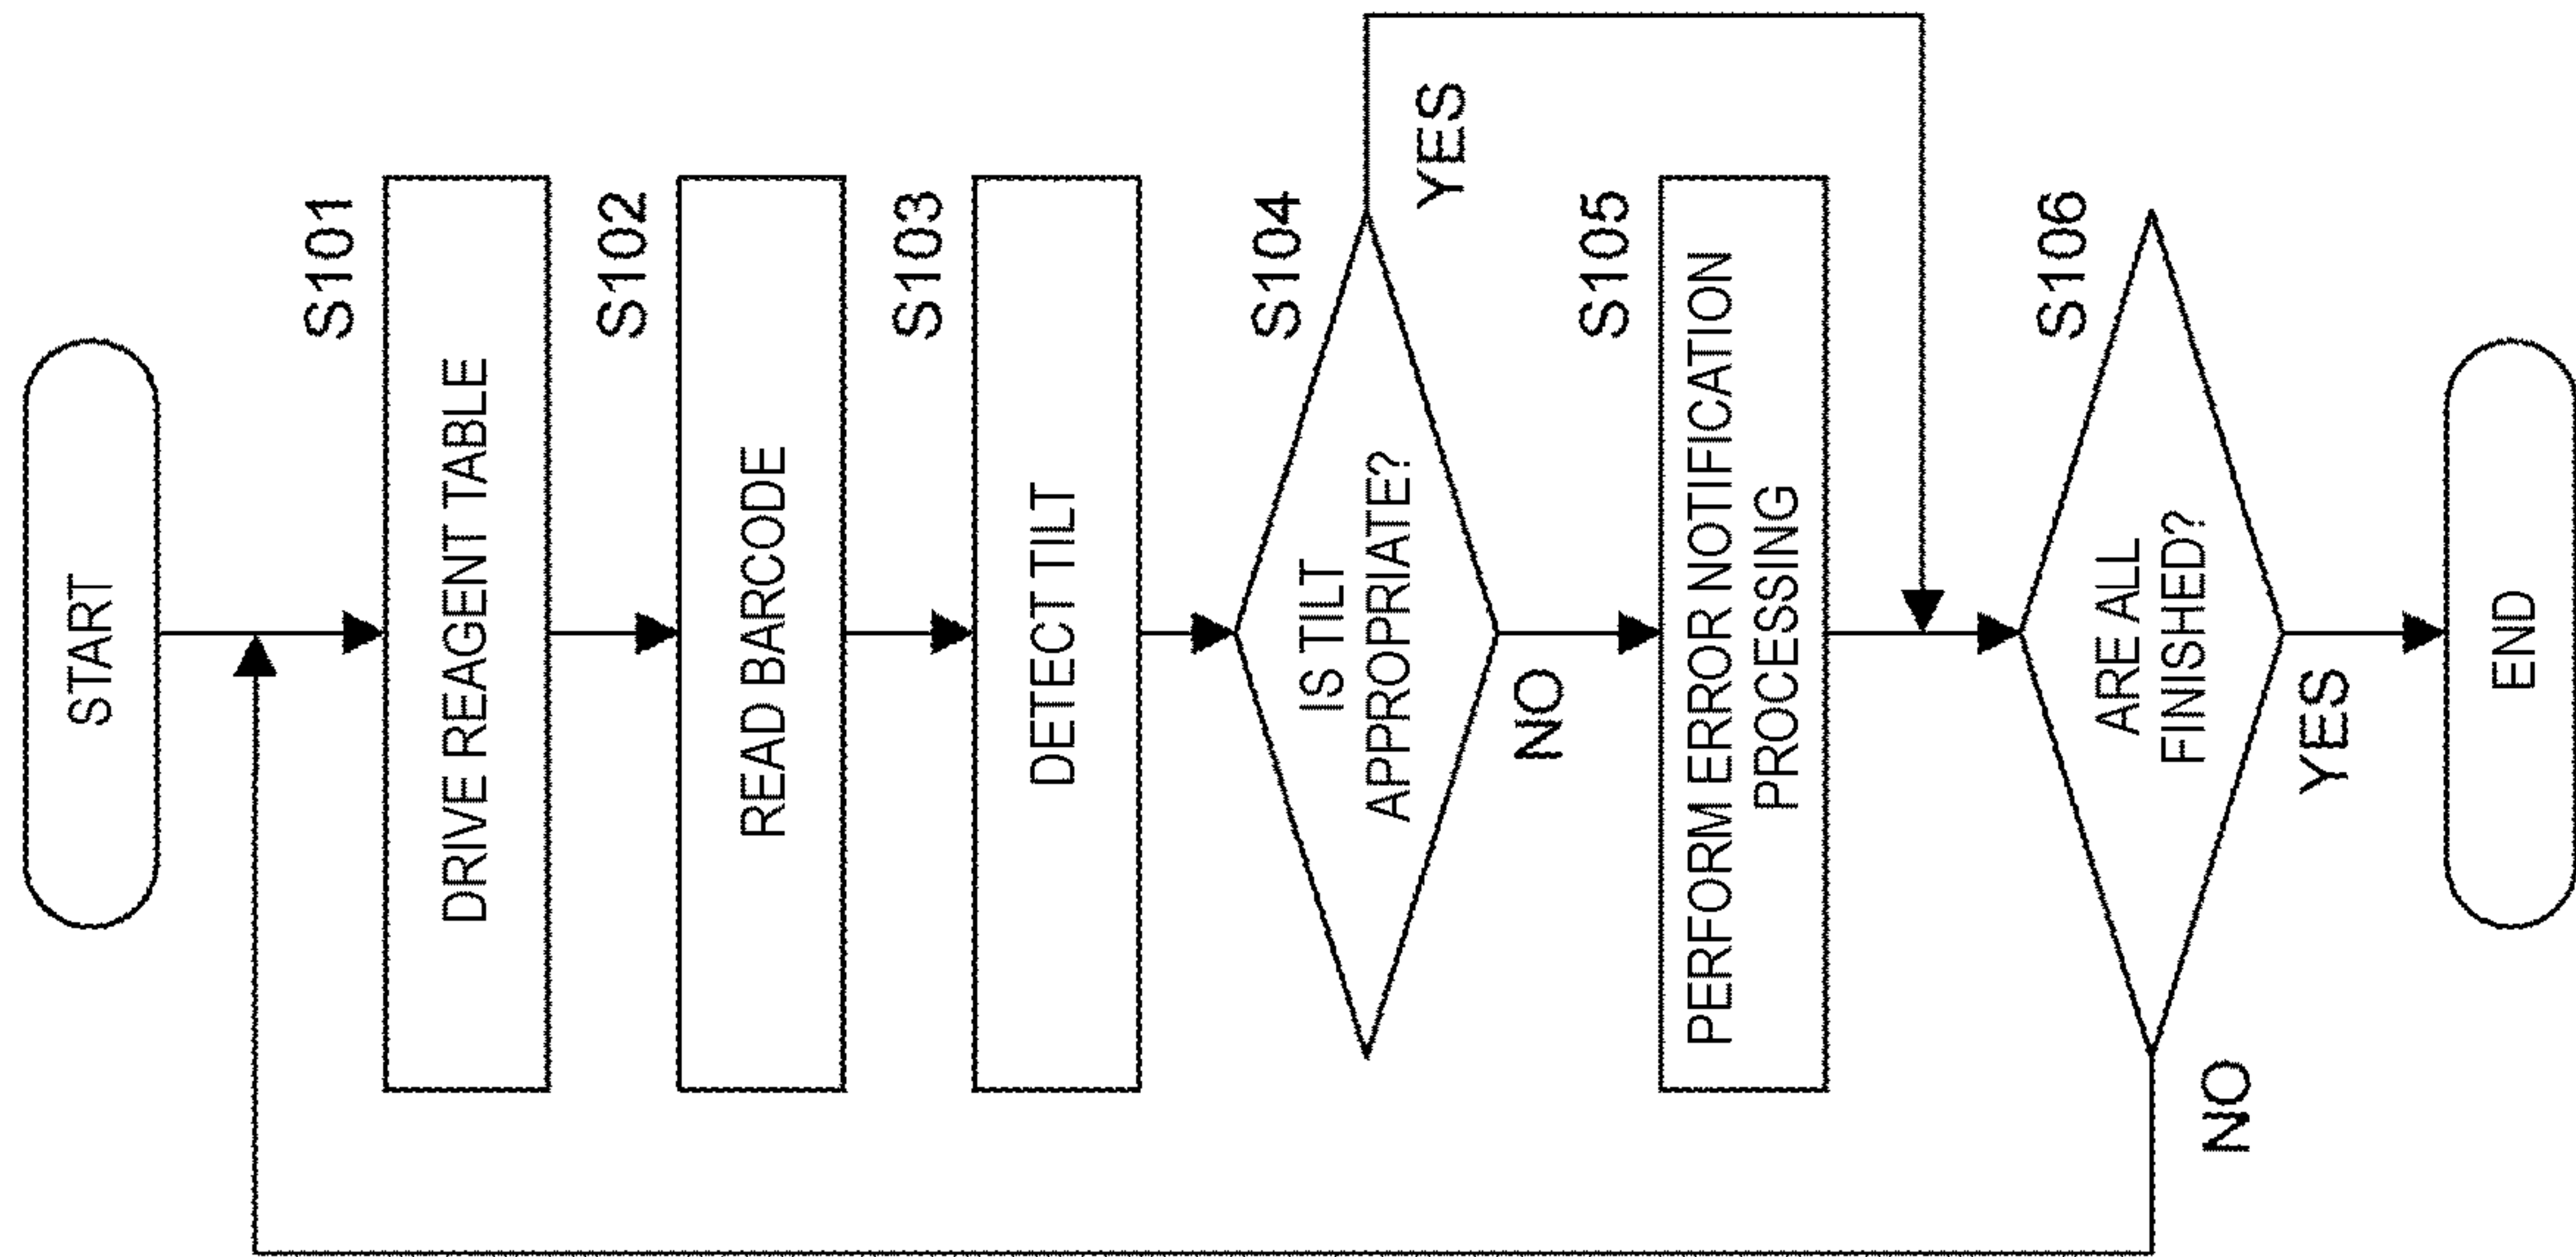 START
S101
DRIVE REAGENT TABLE
S102
READ BARCODE
S103
DETECT TILT
S104
IS TILT
APPROPRIATE?
YES
NO
S105
PERFORM ERROR NOTIFICATION
PROCESSING
S106
ARE ALL
FINISHED?
NO
YES
END